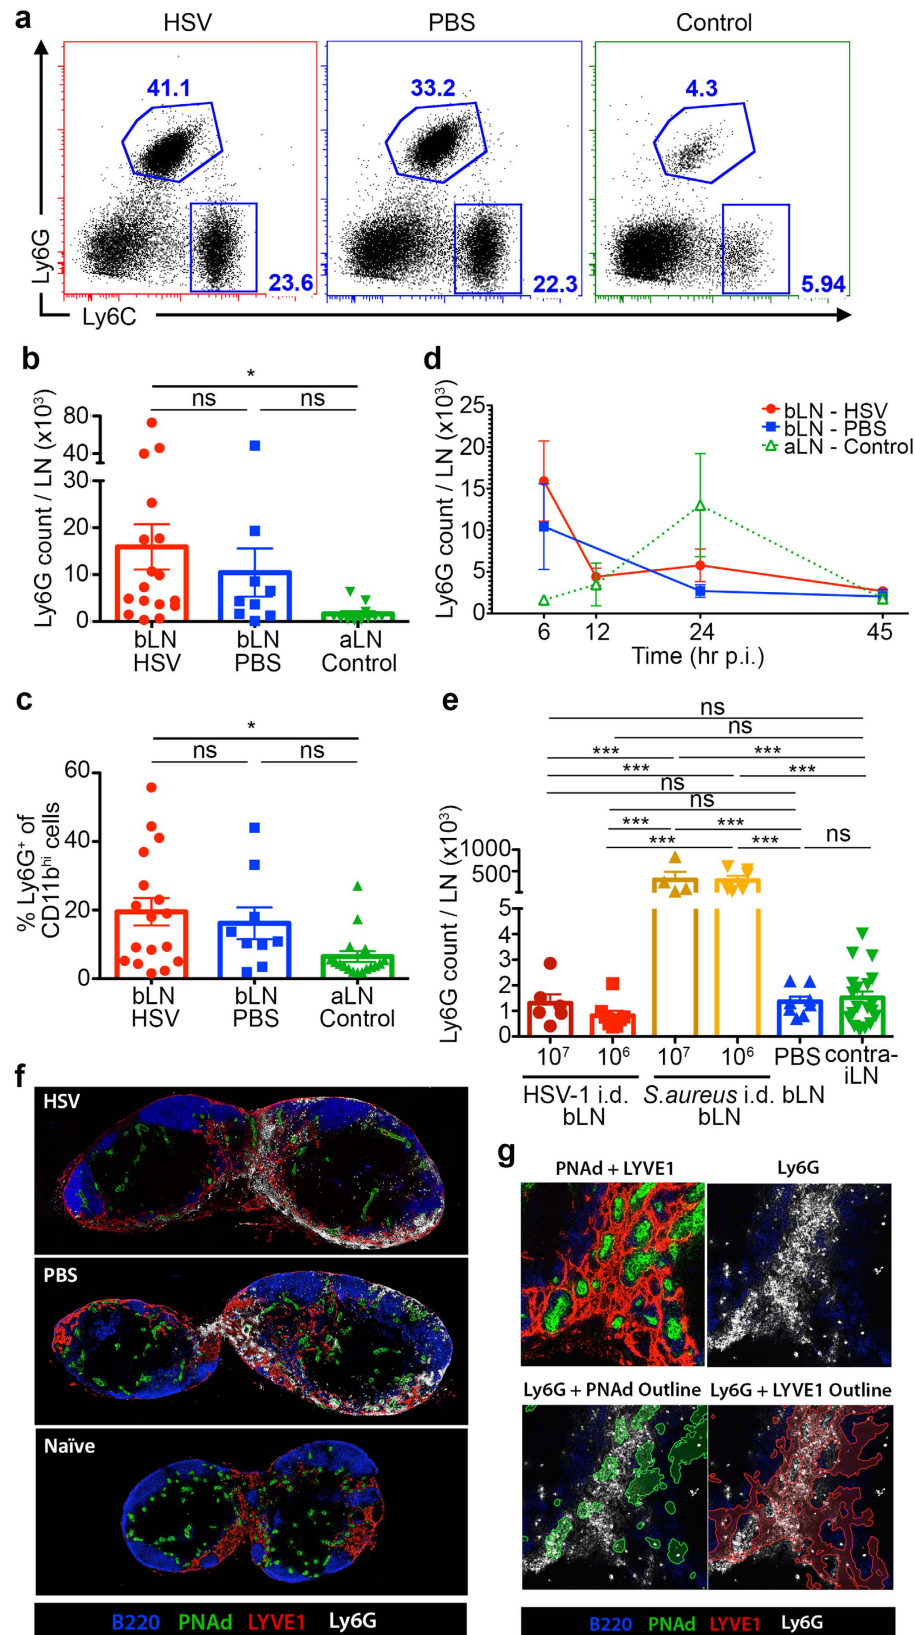 a
HSV
PBS
Control
41.1
33.2
4.3
23.6
22.3
5.94
Ly6G
Ly6C
b
*
ns
ns
Ly6G count / LN (x10³)
80
40
30
20
10
0
bLN HSV
bLN PBS
aLN Control
d
Ly6G count / LN (x10³)
25
20
15
10
5
0
bLN - HSV
bLN - PBS
aLN - Control
6
12
24
45
Time (hr p.i.)
c
*
ns
ns
% Ly6G⁺ of CD11bʰⁱ cells
60
40
20
0
bLN HSV
bLN PBS
aLN Control
e
ns
ns
*** ***
*** ***
ns
ns
*** ***
*** *** ns
Ly6G count / LN (x10³)
1000
500
5
4
3
2
1
0
10⁷ 10⁶ 10⁷ 10⁶ PBS contra-iLN
HSV-1 i.d. S.aureus i.d. bLN
bLN bLN
f
HSV
PBS
Naïve
B220 PNAd LYVE1 Ly6G
g
PNAd + LYVE1
Ly6G
Ly6G + PNAd Outline
Ly6G + LYVE1 Outline
B220 PNAd LYVE1 Ly6G